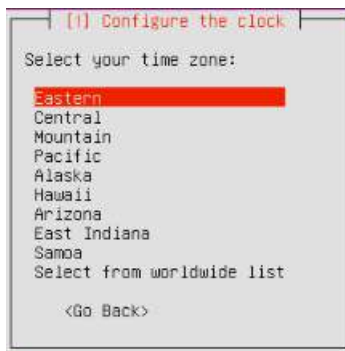 [!] Configure the clock
Select your time zone:
Eastern
Central
Mountain
Pacific
Alaska
Hawaii
Arizona
East Indiana
Samoa
Select from worldwide list
<Go Back>